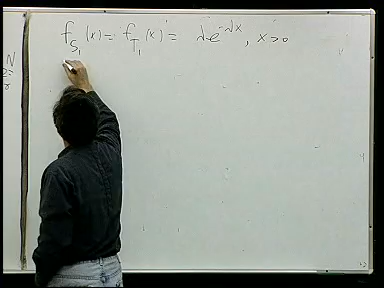 f_{S_1}(x) = f_{T_1}(x) = λe^{-λx}, x>0
N